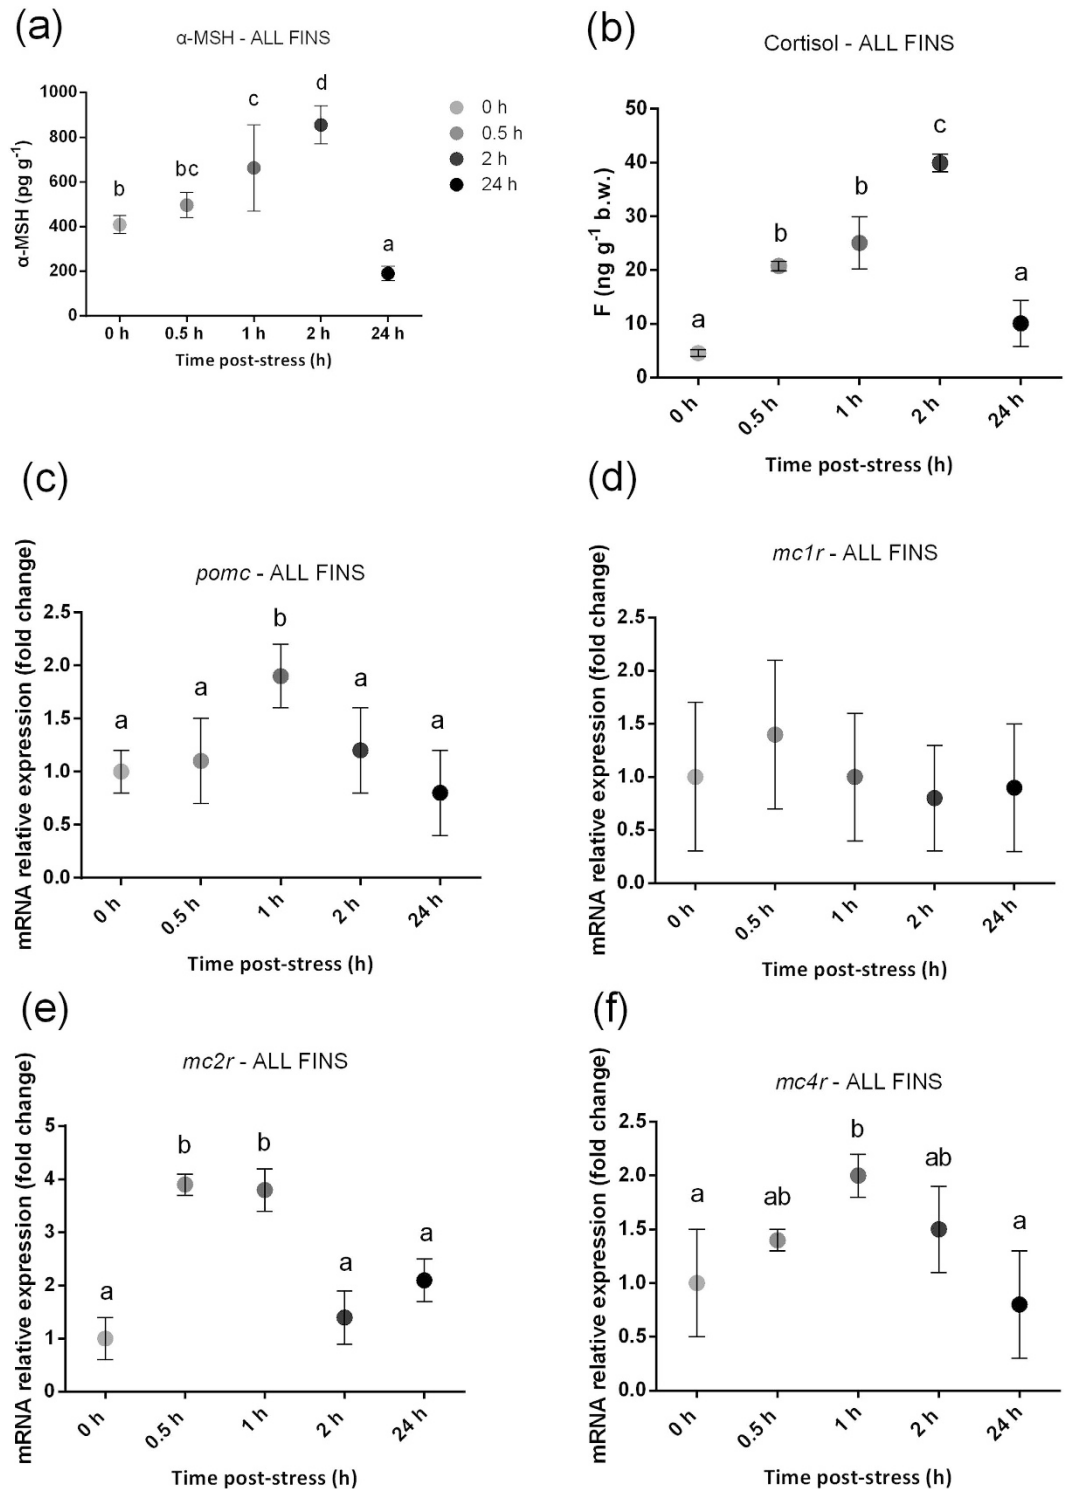 (a)
α-MSH - ALL FINS
α-MSH (pg g⁻¹)
1000
800
600
400
200
0
b
bc
c
d
a
0 h
0.5 h
1 h
2 h
24 h
Time post-stress (h)
0 h
0.5 h
2 h
24 h
(b)
Cortisol - ALL FINS
F (ng g⁻¹ b.w.)
50
40
30
20
10
0
a
b
b
c
a
0 h
0.5 h
1 h
2 h
24 h
Time post-stress (h)
(c)
pomc - ALL FINS
mRNA relative expression (fold change)
2.5
2.0
1.5
1.0
0.5
0.0
a
a
b
a
a
0 h
0.5 h
1 h
2 h
24 h
Time post-stress (h)
(d)
mc1r - ALL FINS
mRNA relative expression (fold change)
2.5
2.0
1.5
1.0
0.5
0.0
0 h
0.5 h
1 h
2 h
24 h
Time post-stress (h)
(e)
mc2r - ALL FINS
mRNA relative expression (fold change)
5
4
3
2
1
0
a
b
b
a
a
0 h
0.5 h
1 h
2 h
24 h
Time post-stress (h)
(f)
mc4r - ALL FINS
mRNA relative expression (fold change)
2.5
2.0
1.5
1.0
0.5
0.0
a
ab
b
ab
a
0 h
0.5 h
1 h
2 h
24 h
Time post-stress (h)